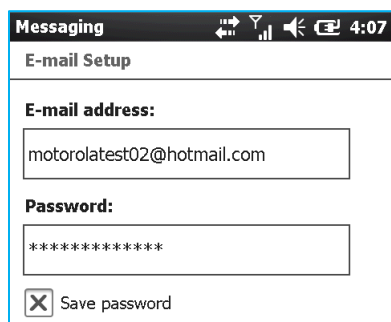 Messaging 4:07
E-mail Setup
E-mail address:
motorolatest02@hotmail.com
Password:
*************
Save password